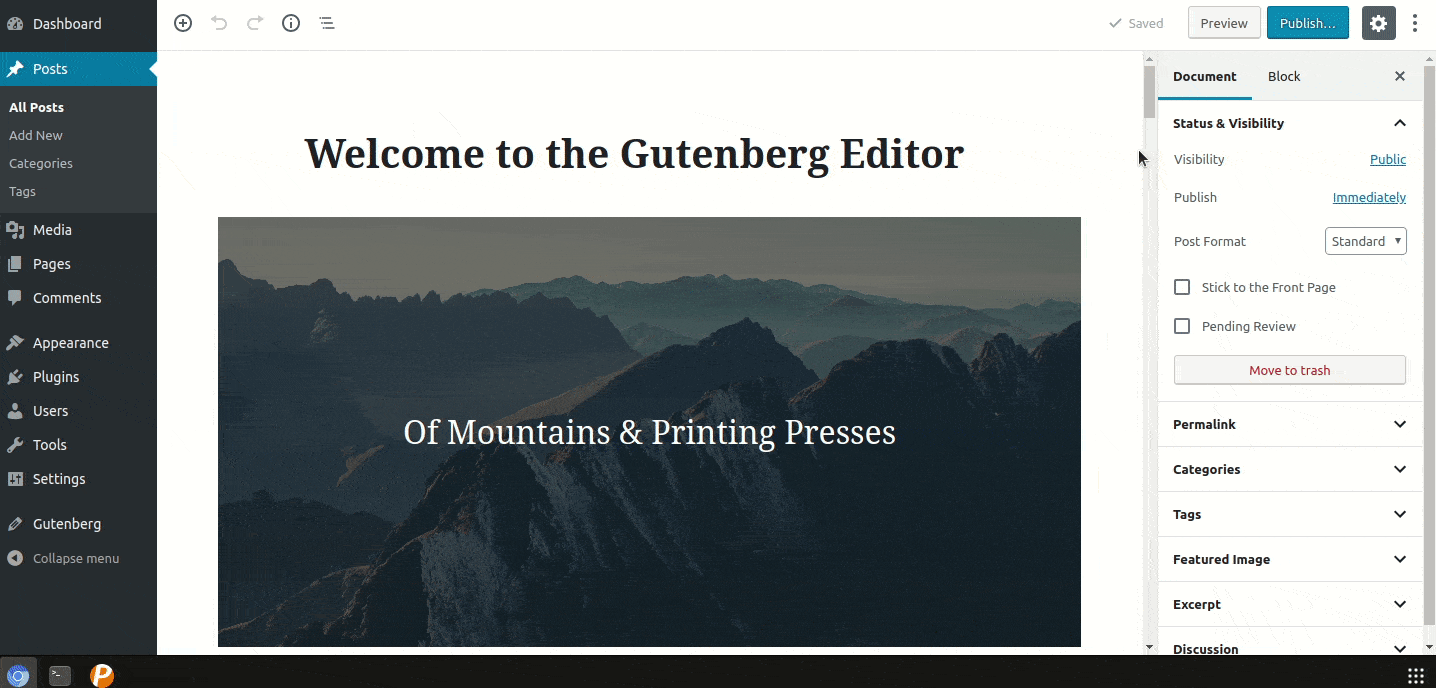 Dashboard
Posts
All Posts
Add New
Categories
Tags
Media
Pages
Comments
Appearance
Plugins
Users
Tools
Settings
Gutenberg
Collapse menu
Saved
Preview
Publish...
Welcome to the Gutenberg Editor
Of Mountains & Printing Presses
Document Block
Status & Visibility
Visibility Public
Publish Immediately
Post Format Standard
Stick to the Front Page
Pending Review
Move to trash
Permalink
Categories
Tags
Featured Image
Excerpt
Discussion